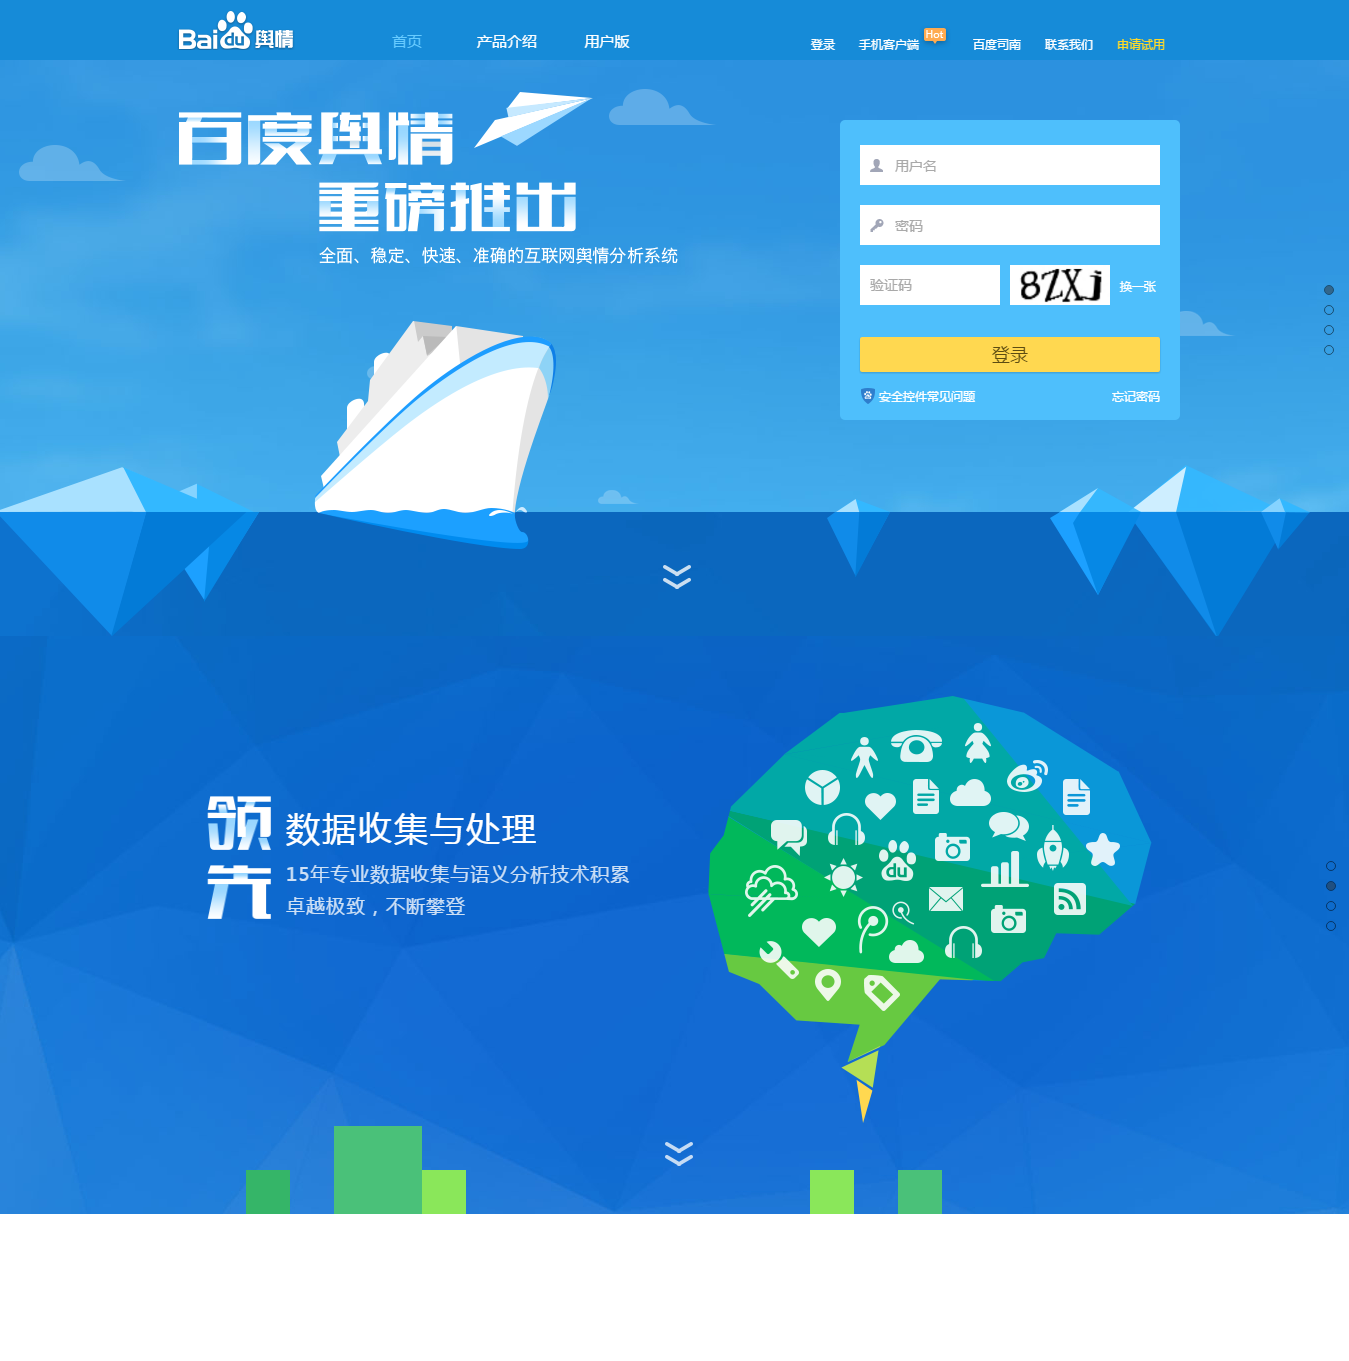 Baidu舆情
首页 产品介绍 用户版
登录 手机客户端 Hot 百度司南 联系我们 申请试用
百度舆情
重磅推出
全面、稳定、快速、准确的互联网舆情分析系统
用户名
密码
验证码 8ZXj 换一张
登录
安全控件常见问题 忘记密码
领先
数据收集与处理
15年专业数据收集与语义分析技术积累
卓越极致，不断攀登
du